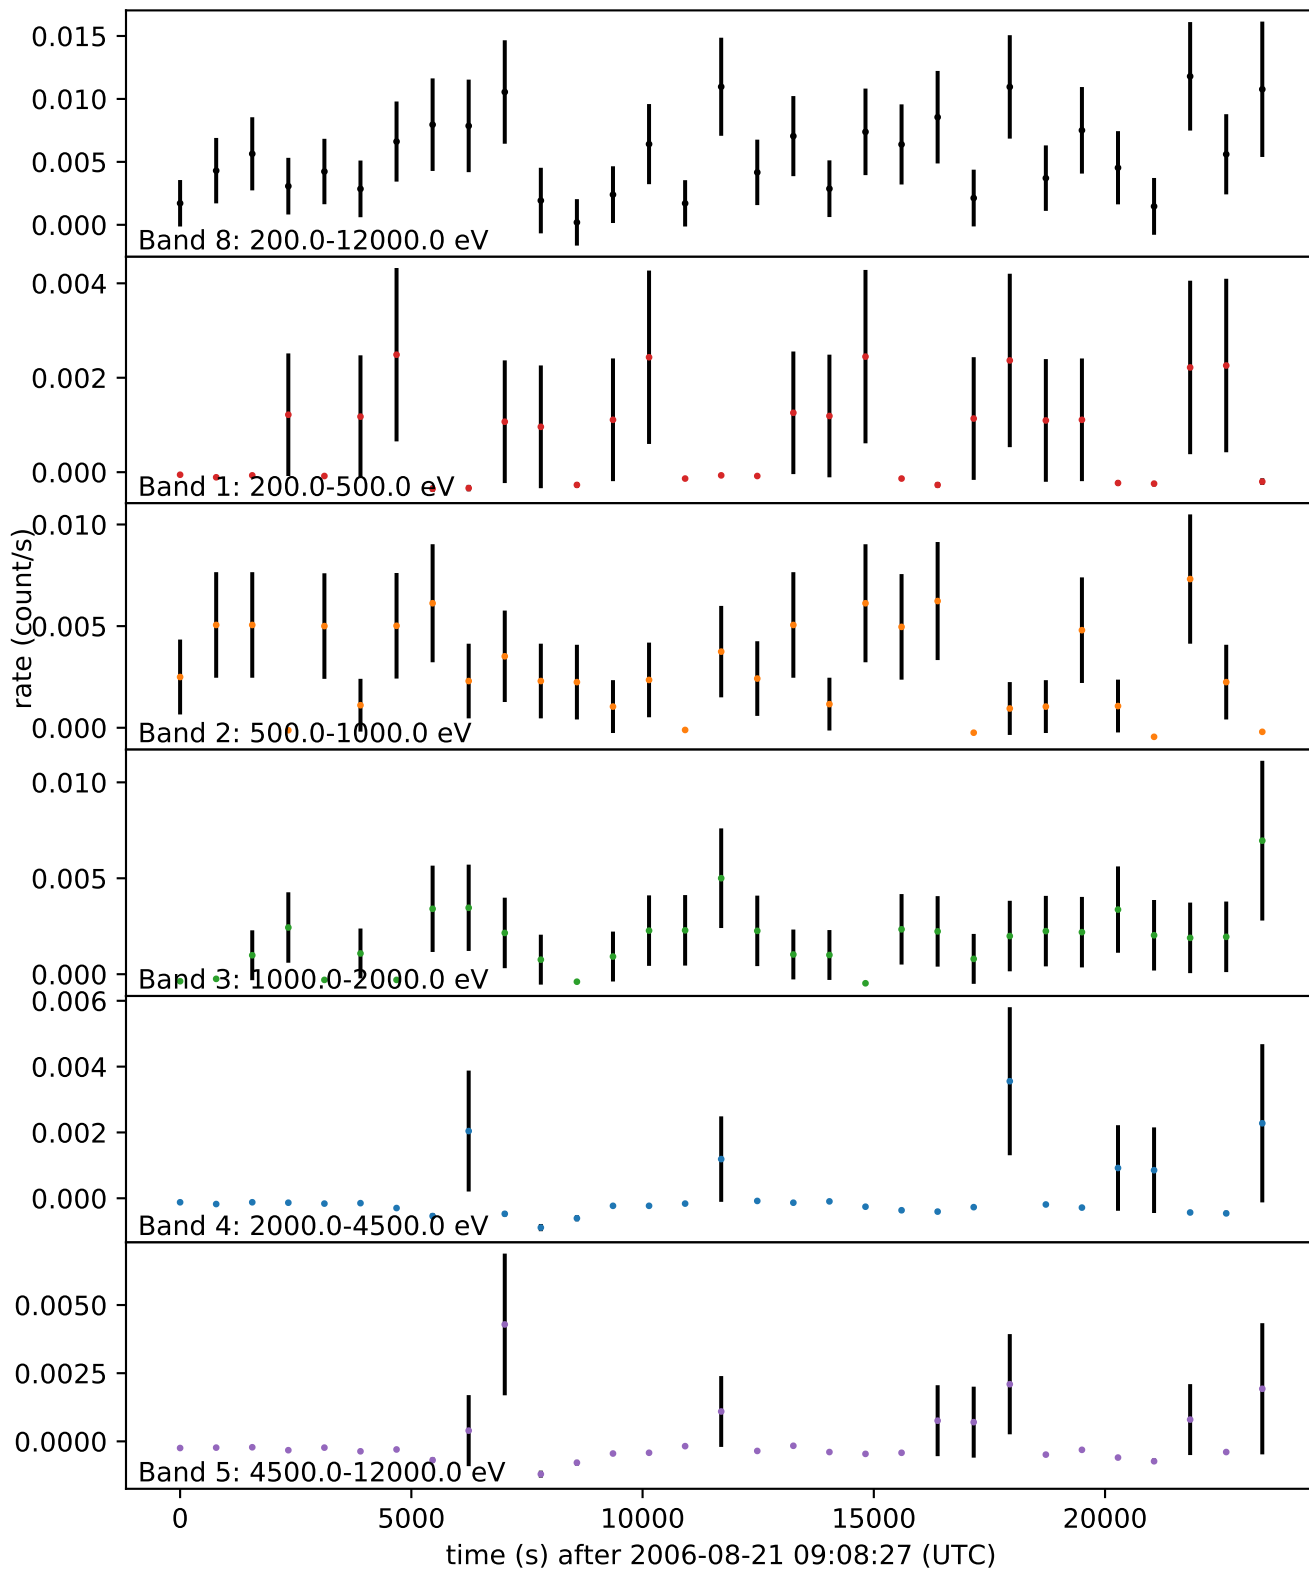 0.015
0.010
0.005
0.000
Band 8: 200.0-12000.0 eV
0.004
0.002
0.000
Band 1: 200.0-500.0 eV
rate (count/s)
0.010
0.005
0.000
Band 2: 500.0-1000.0 eV
0.010
0.005
0.000
Band 3: 1000.0-2000.0 eV
0.006
0.004
0.002
0.000
Band 4: 2000.0-4500.0 eV
0.0050
0.0025
0.0000
Band 5: 4500.0-12000.0 eV
0 5000 10000 15000 20000
time (s) after 2006-08-21 09:08:27 (UTC)